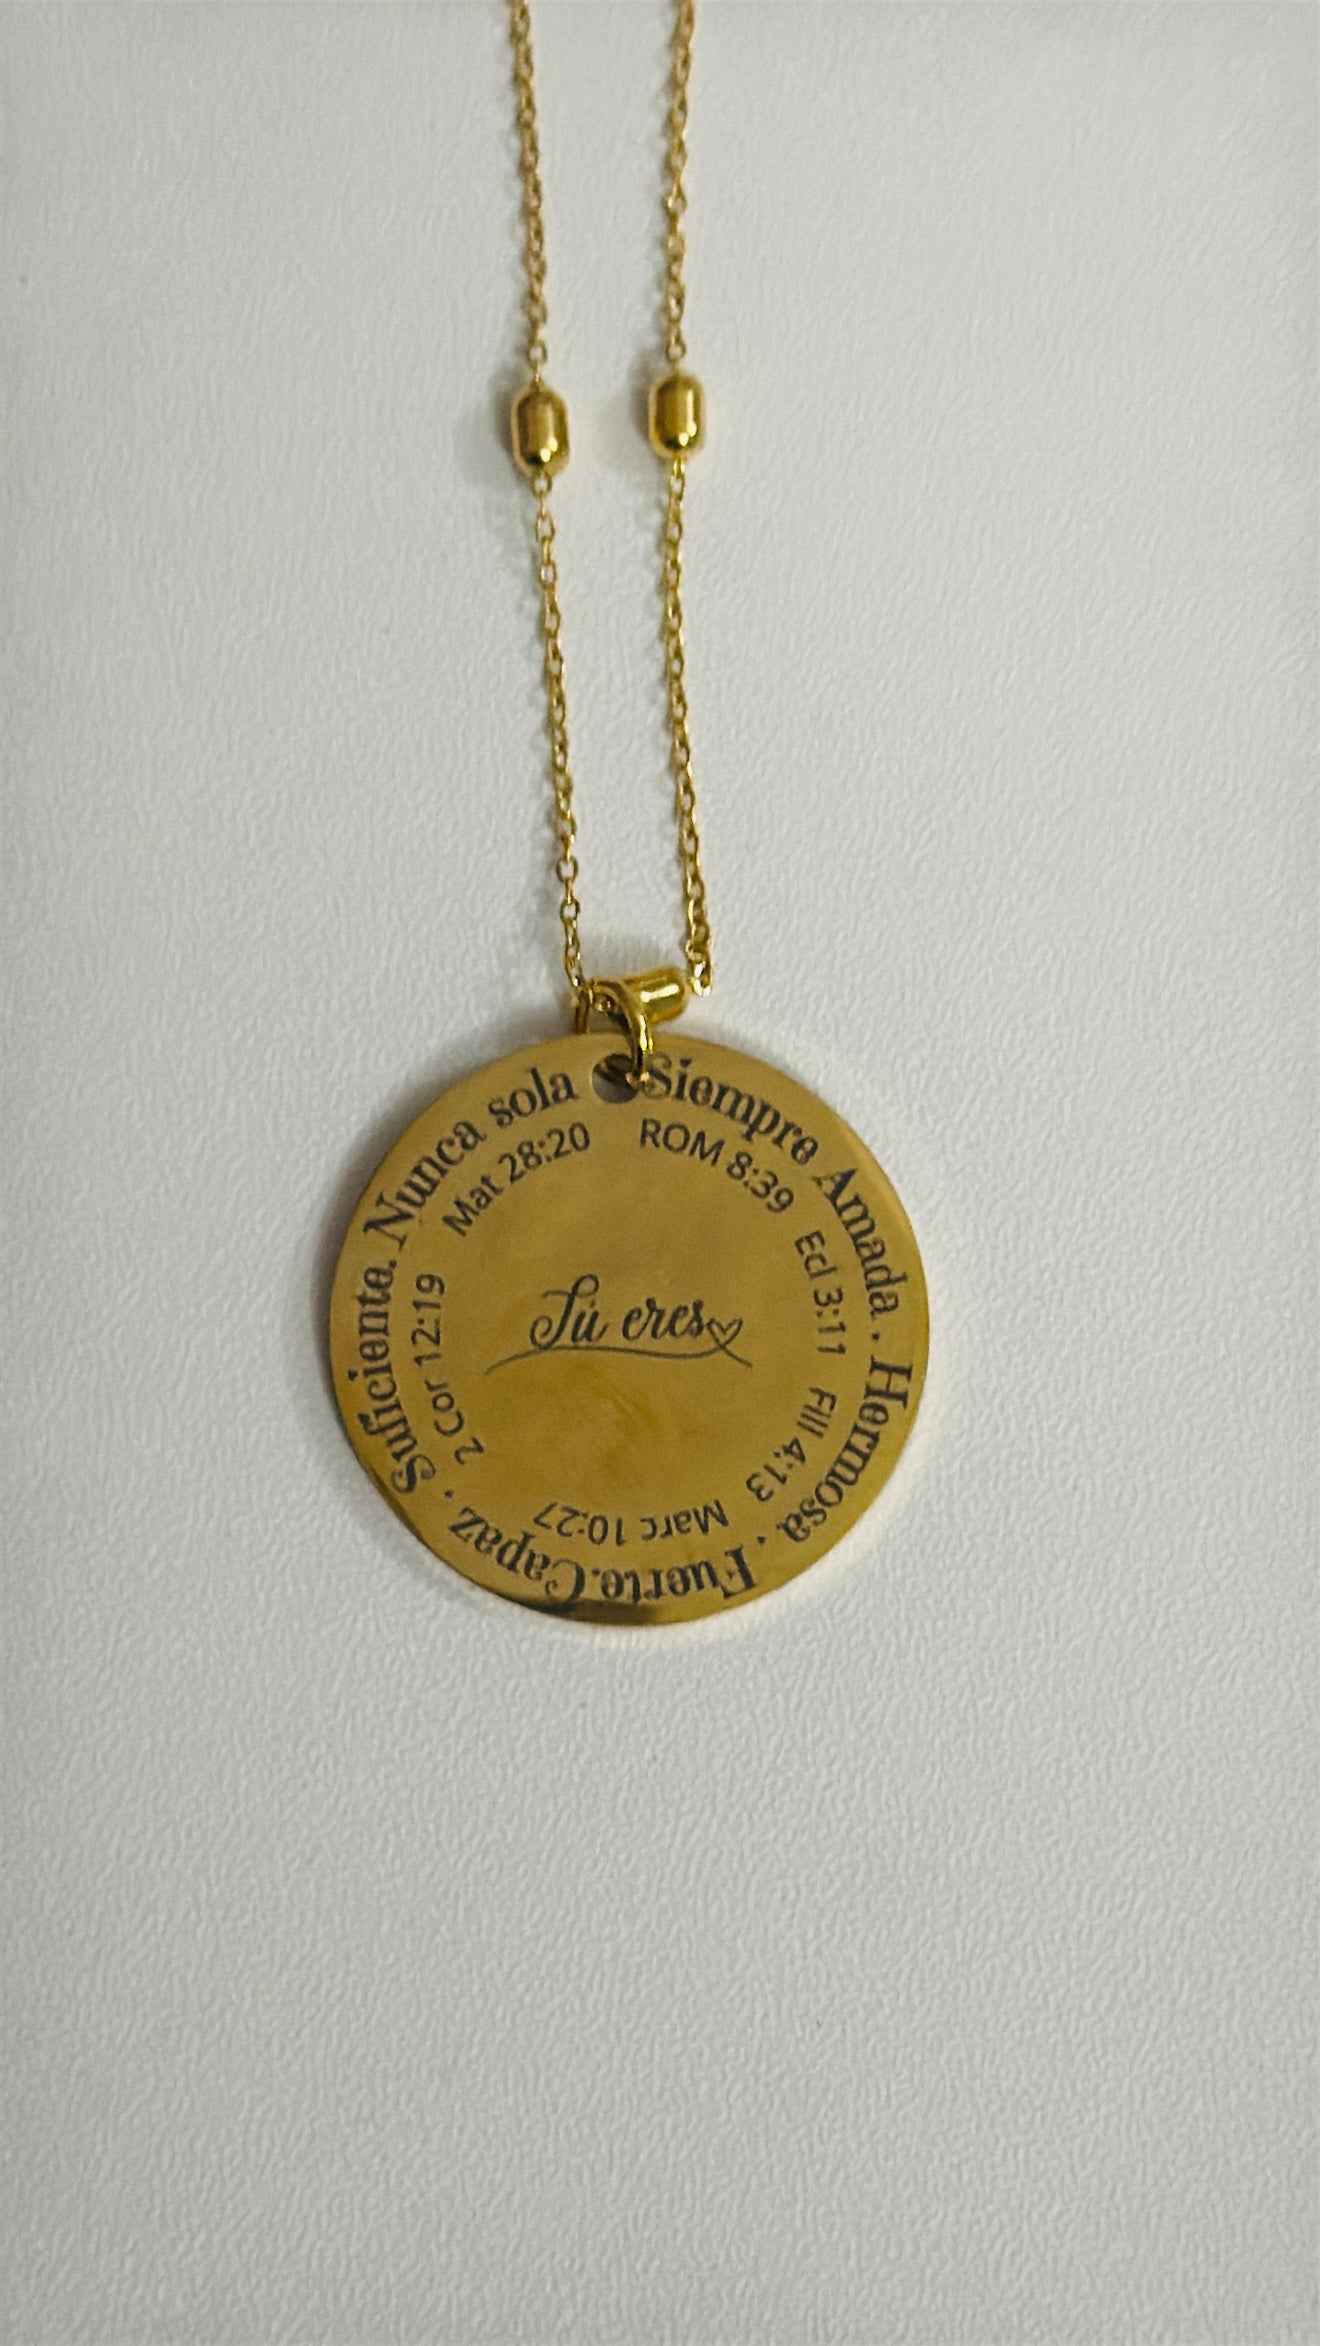 Siempre Amada . Hermosa . Fuerte.Capaz . Suficiente. Nunca sola
ROM 8:39 Ecl 3:11 Fill 4:13 Marc 10:27 2 Cor 12:19 Mat 28:20
Tú eres